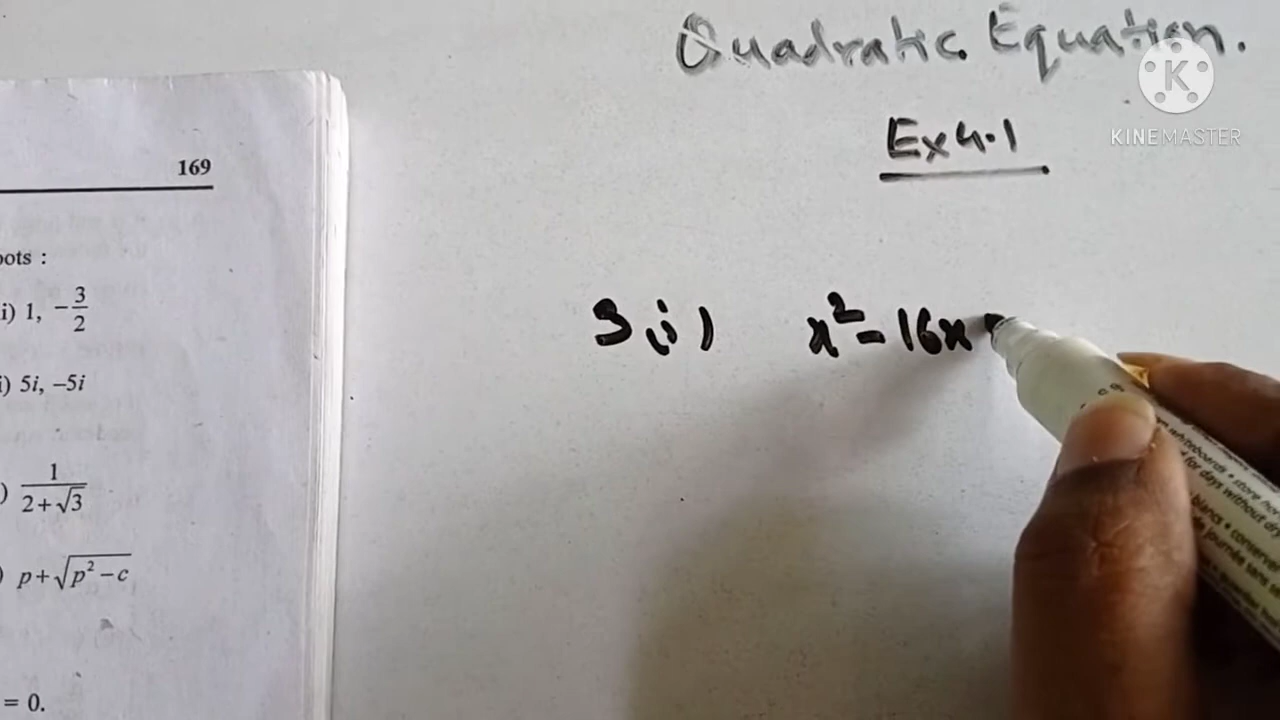 Quadratic Equation.
KINEMASTER
Ex 4.1
169
oots :
i) 1, -3/2
i) 5i, –5i
) 1/(2+√3)
) p+√(p²–c)
= 0.
3(i) x² - 16x